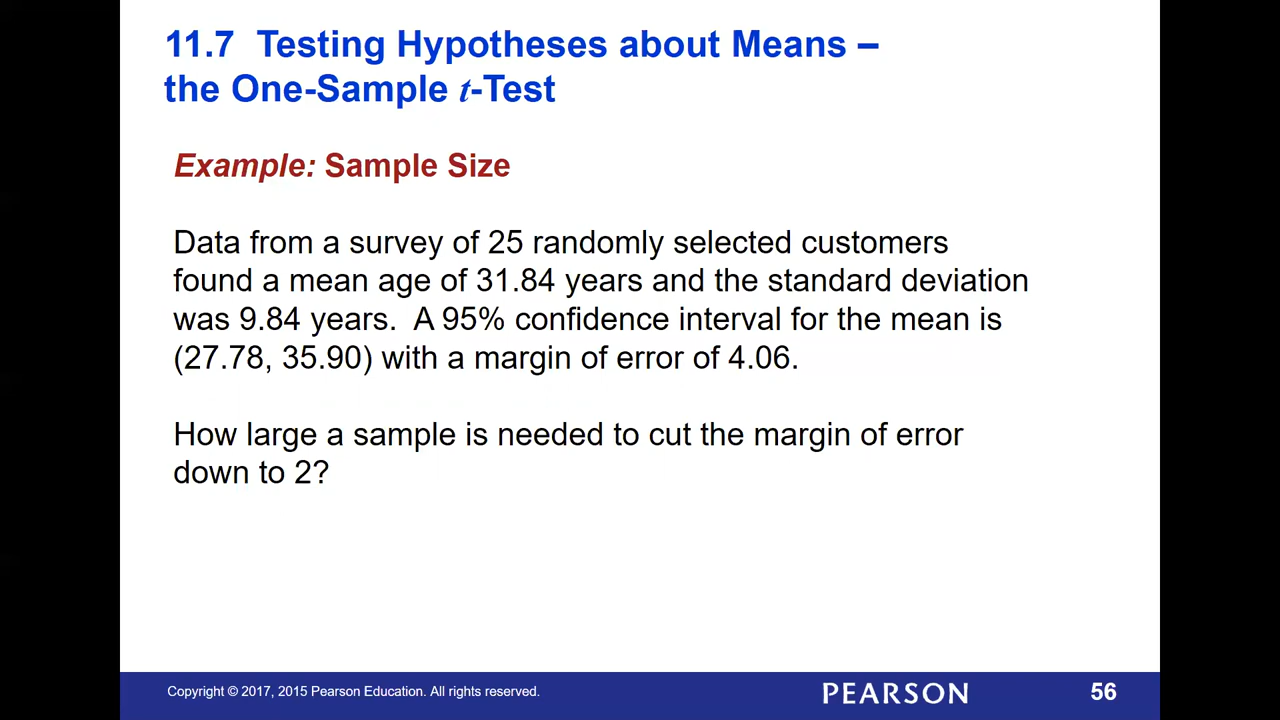 11.7 Testing Hypotheses about Means –
the One-Sample t-Test
Example: Sample Size
Data from a survey of 25 randomly selected customers
found a mean age of 31.84 years and the standard deviation
was 9.84 years. A 95% confidence interval for the mean is
(27.78, 35.90) with a margin of error of 4.06.
How large a sample is needed to cut the margin of error
down to 2?
Copyright © 2017, 2015 Pearson Education. All rights reserved.
PEARSON
56